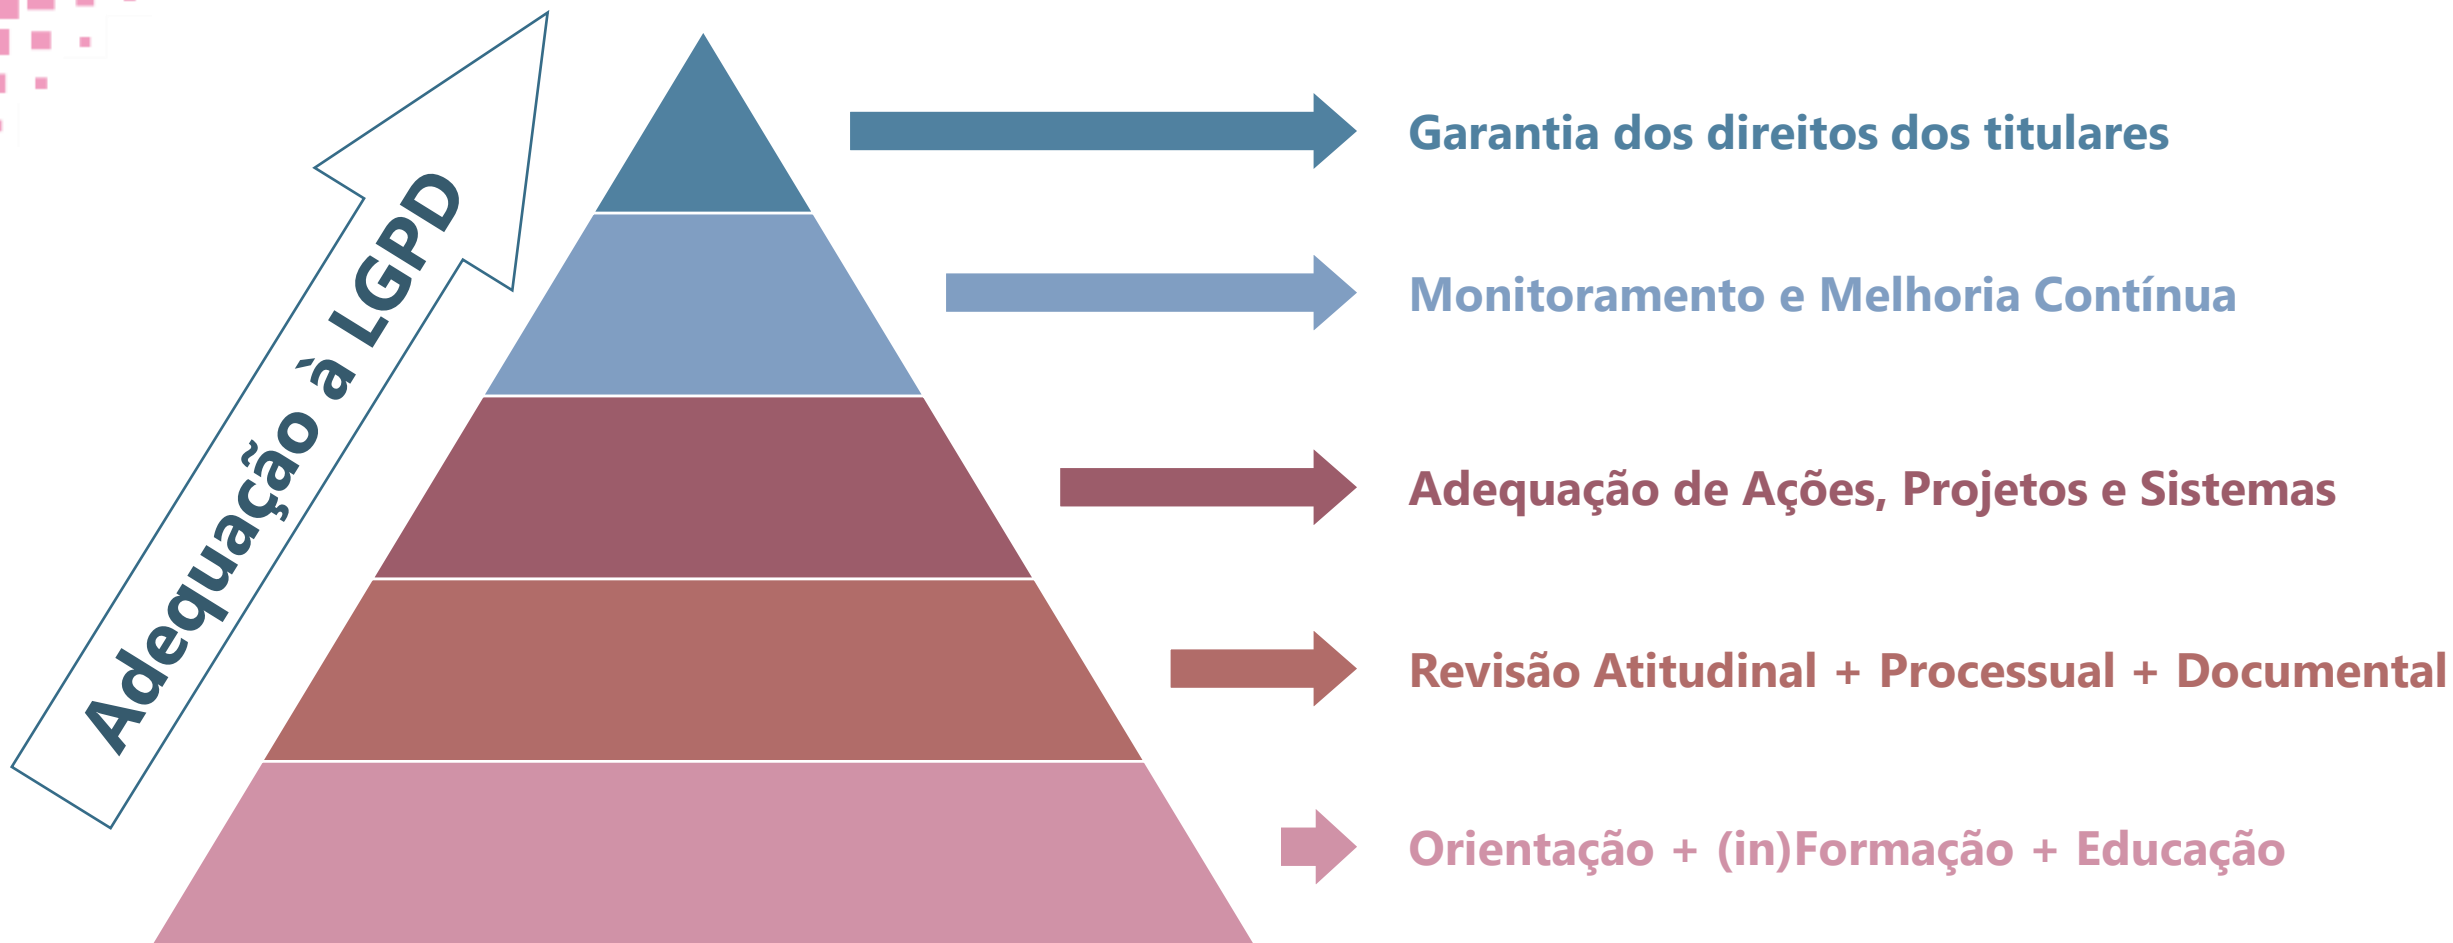 Adequação à LGPD
Garantia dos direitos dos titulares
Monitoramento e Melhoria Contínua
Adequação de Ações, Projetos e Sistemas
Revisão Atitudinal + Processual + Documental
Orientação + (in)Formação + Educação